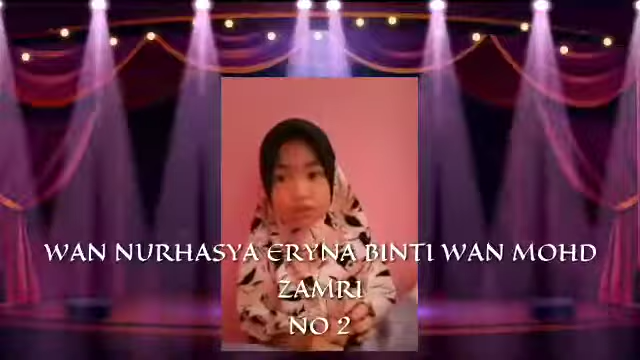 WAN NURHASYA ERYNA BINTI WAN MOHD
ZAMRI
NO 2